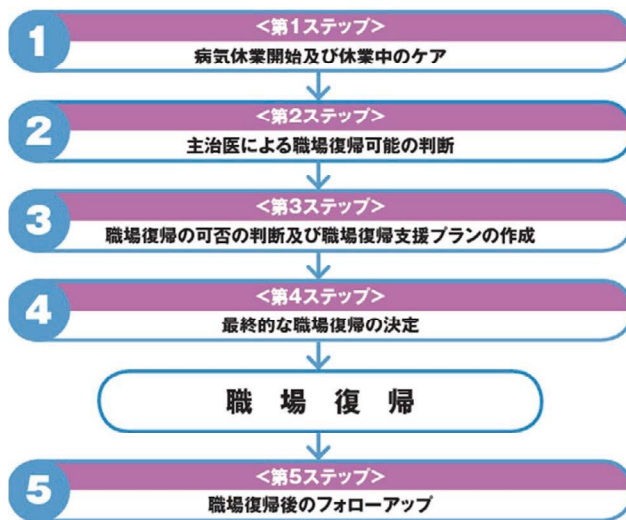 1
<第1ステップ>
病気休業開始及び休業中のケア
2
<第2ステップ>
主治医による職場復帰可能の判断
3
<第3ステップ>
職場復帰の可否の判断及び職場復帰支援プランの作成
4
<第4ステップ>
最終的な職場復帰の決定
職 場 復 帰
5
<第5ステップ>
職場復帰後のフォローアップ